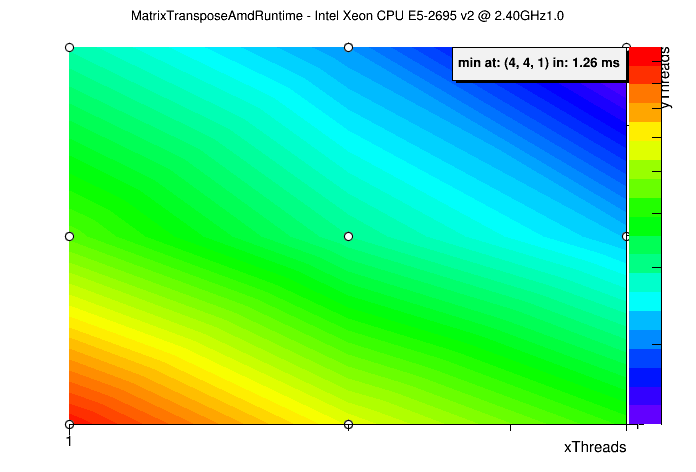 MatrixTransposeAmdRuntime - Intel Xeon CPU E5-2695 v2 @ 2.40GHz1.0
min at: (4, 4, 1) in: 1.26 ms
yThreads
1
xThreads